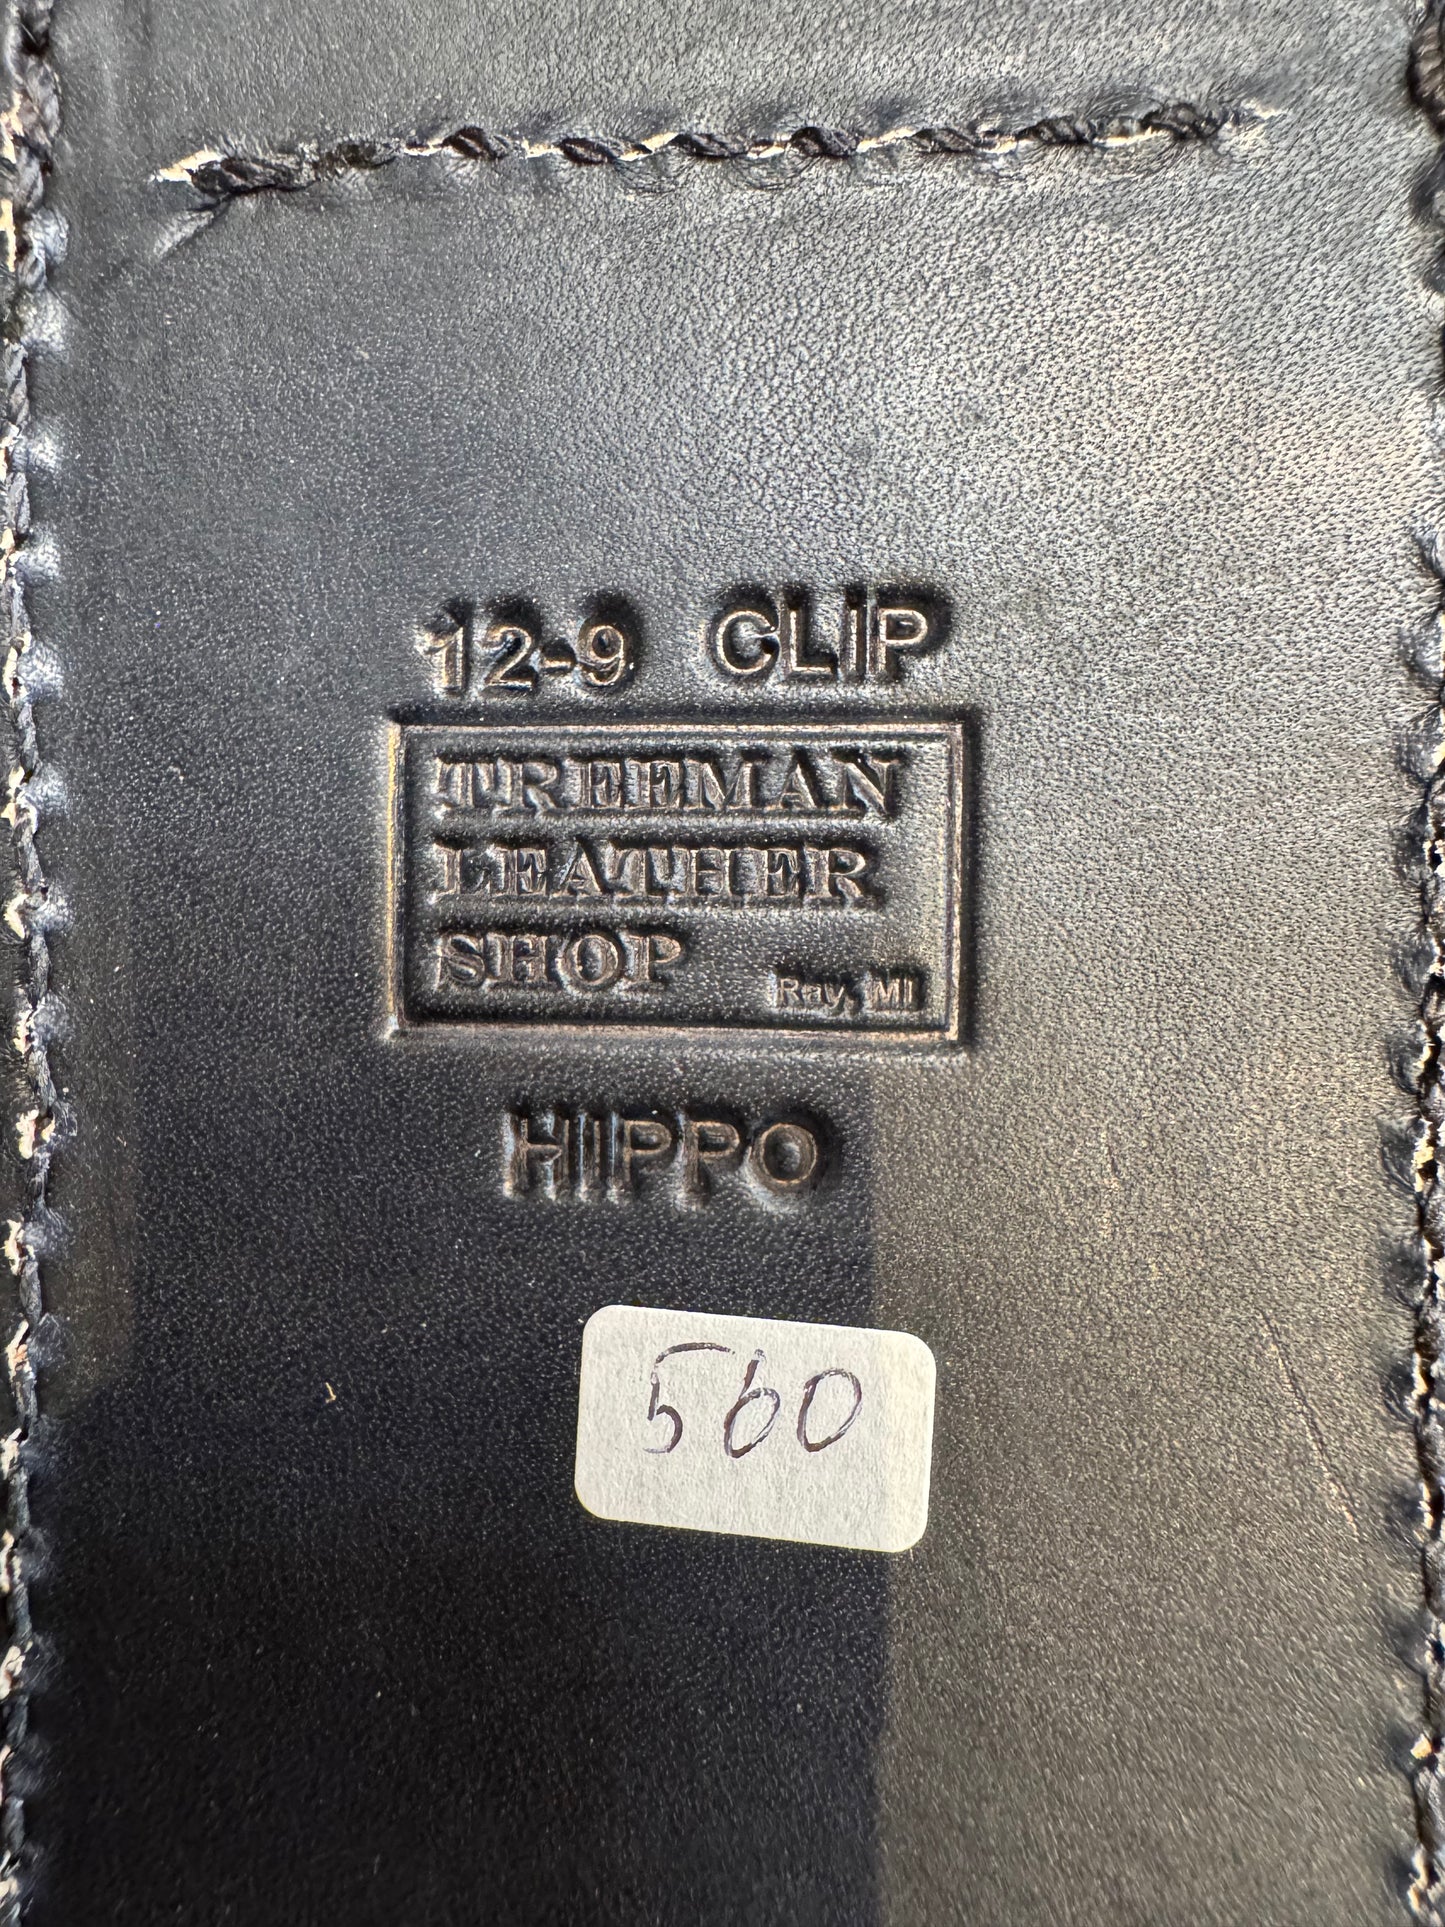 12-9 CLIP
TREEMAN
LEATHER
SHOP Ray, MI
HIPPO
560